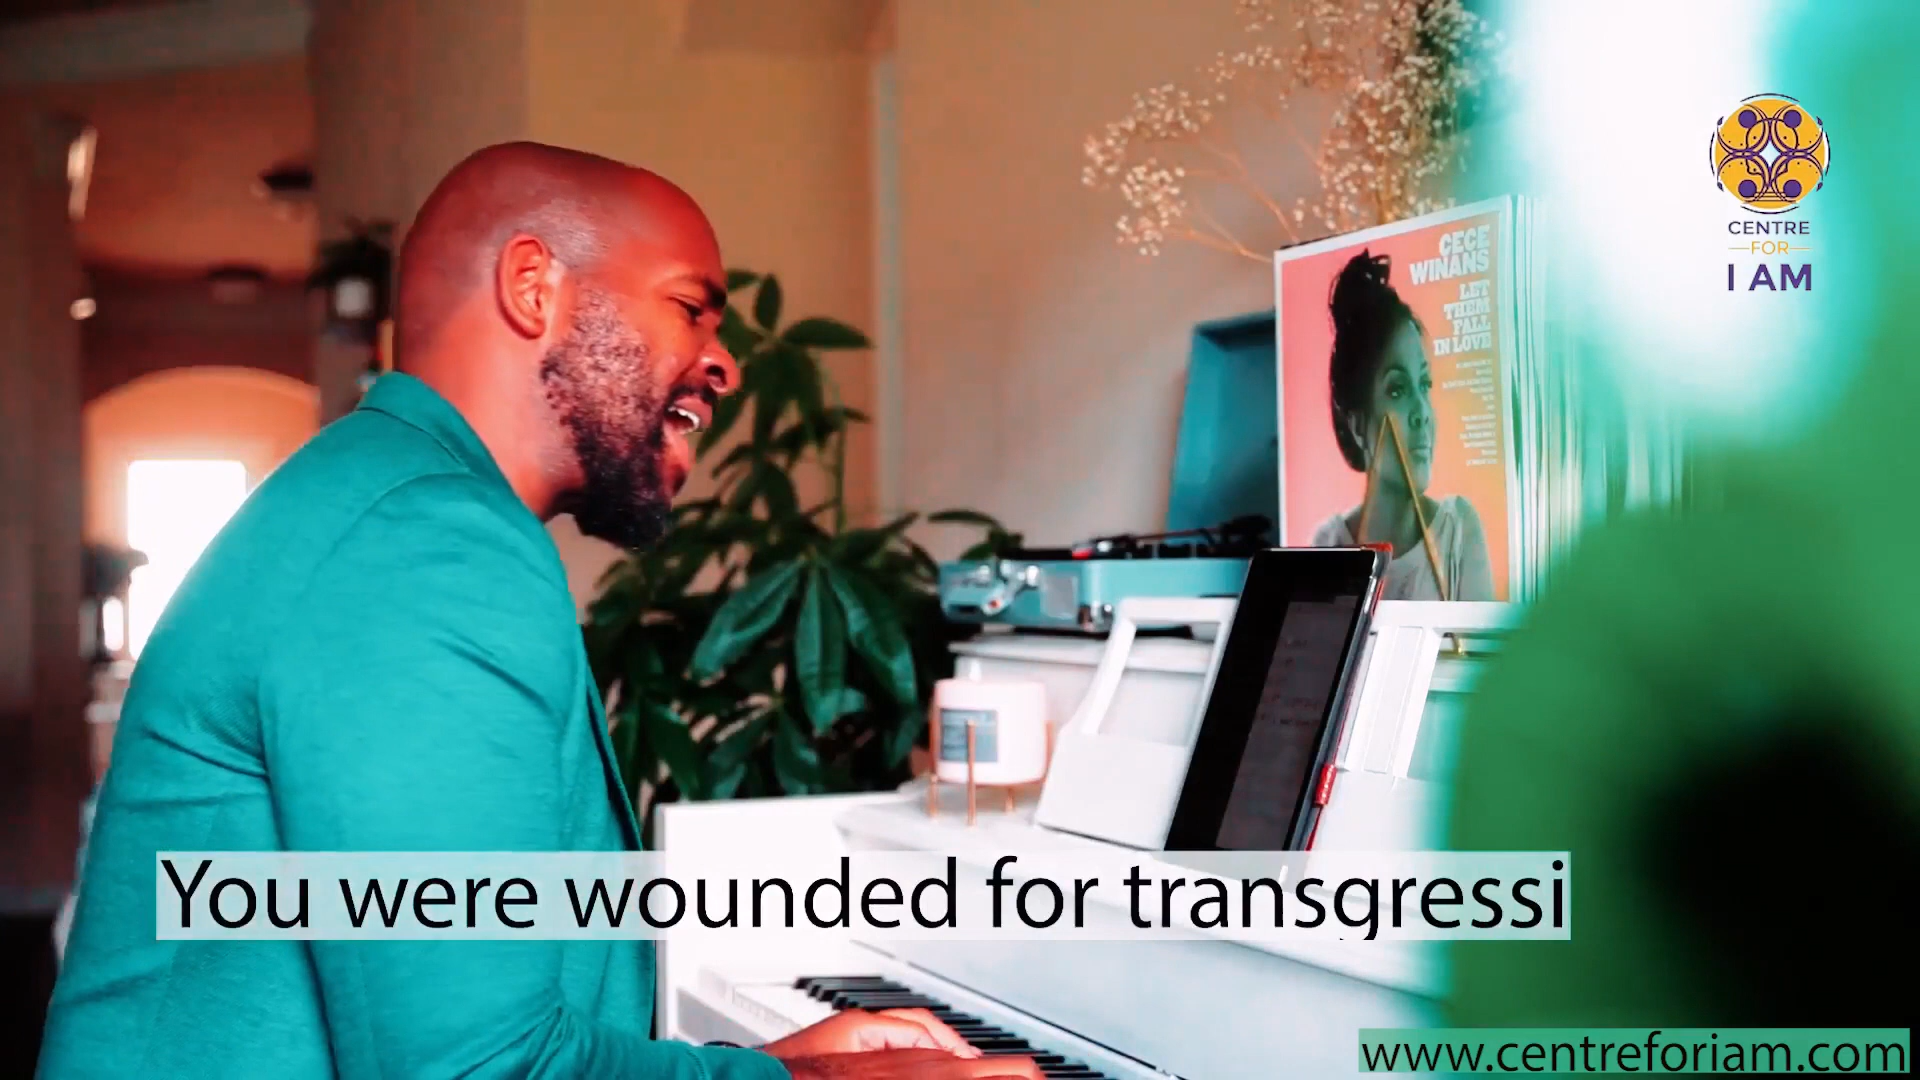 CECE
WINANS
LET
THEM
FALL
IN LOVE
CENTRE
FOR
I AM
You were wounded for transgressi
www.centreforiam.com